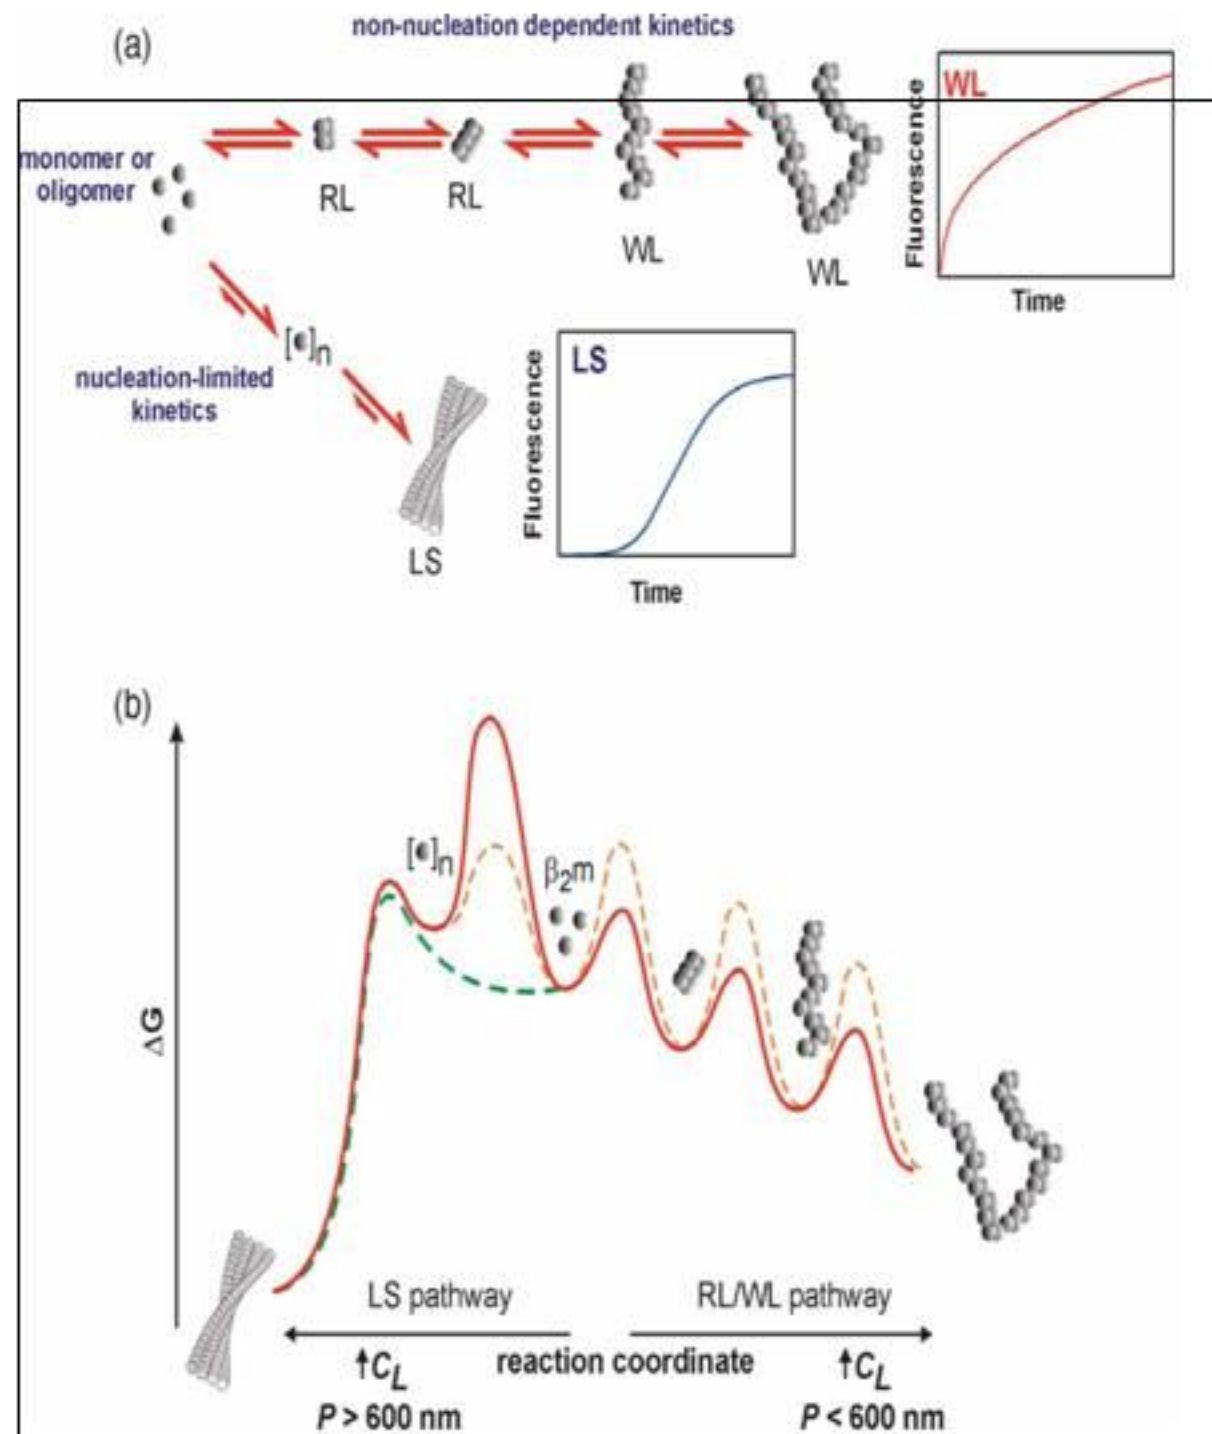 (a)
non-nucleation dependent kinetics
monomer or
oligomer
RL
RL
WL
WL
WL
Fluorescence
Time
[ ]n
nucleation-limited
kinetics
LS
LS
Fluorescence
Time
(b)
ΔG
[ ]n
β2m
LS pathway
RL/WL pathway
reaction coordinate
↑CL
↑CL
P > 600 nm
P < 600 nm